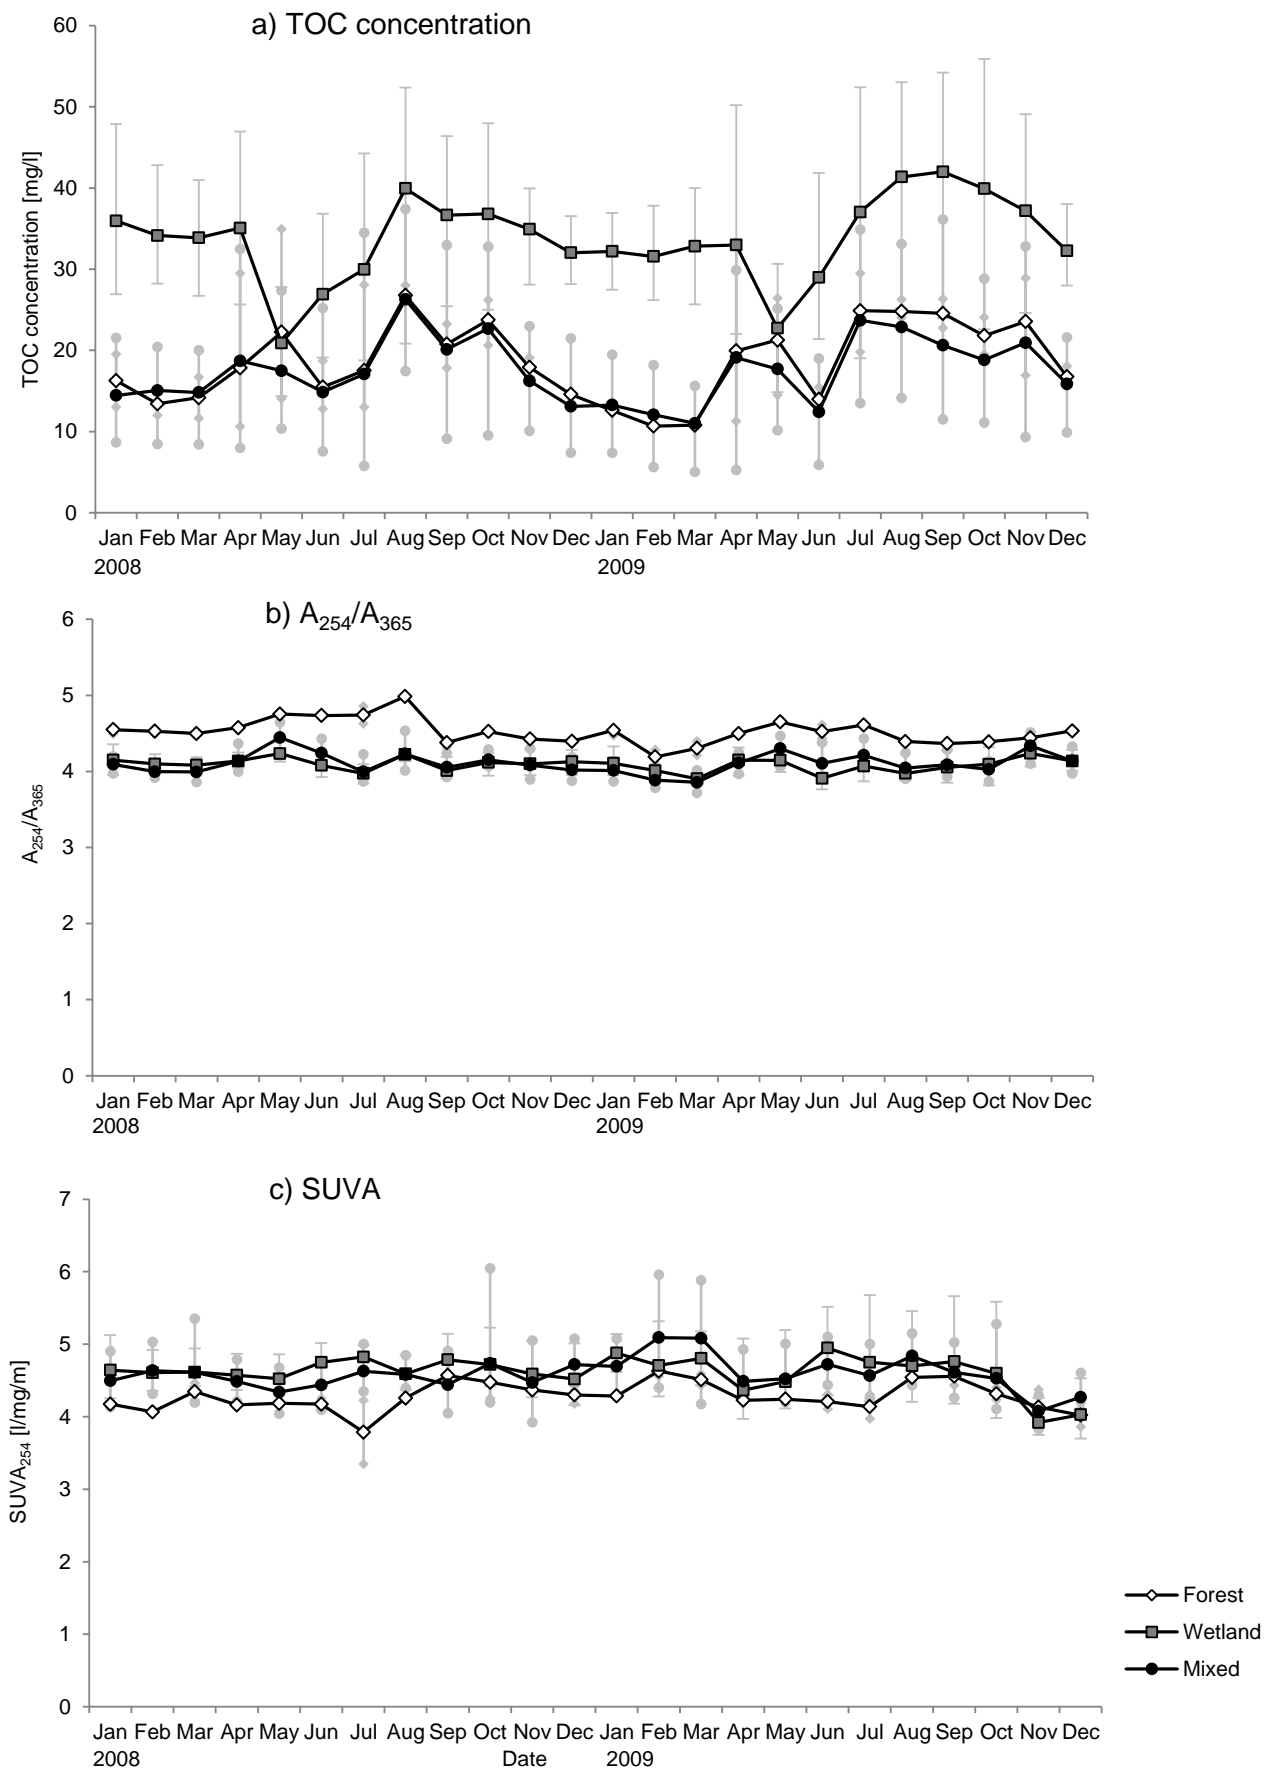 a) TOC concentration
60
50
40
30
20
10
0
TOC concentration [mg/l]
Jan Feb Mar Apr May Jun Jul Aug Sep Oct Nov Dec Jan Feb Mar Apr May Jun Jul Aug Sep Oct Nov Dec
2008 2009
b) A254/A365
6
5
4
3
2
1
0
A254/A365
Jan Feb Mar Apr May Jun Jul Aug Sep Oct Nov Dec Jan Feb Mar Apr May Jun Jul Aug Sep Oct Nov Dec
2008 2009
c) SUVA
7
6
5
4
3
2
1
0
SUVA254 [l/mg/m]
Jan Feb Mar Apr May Jun Jul Aug Sep Oct Nov Dec Jan Feb Mar Apr May Jun Jul Aug Sep Oct Nov Dec
2008 Date 2009
Forest
Wetland
Mixed